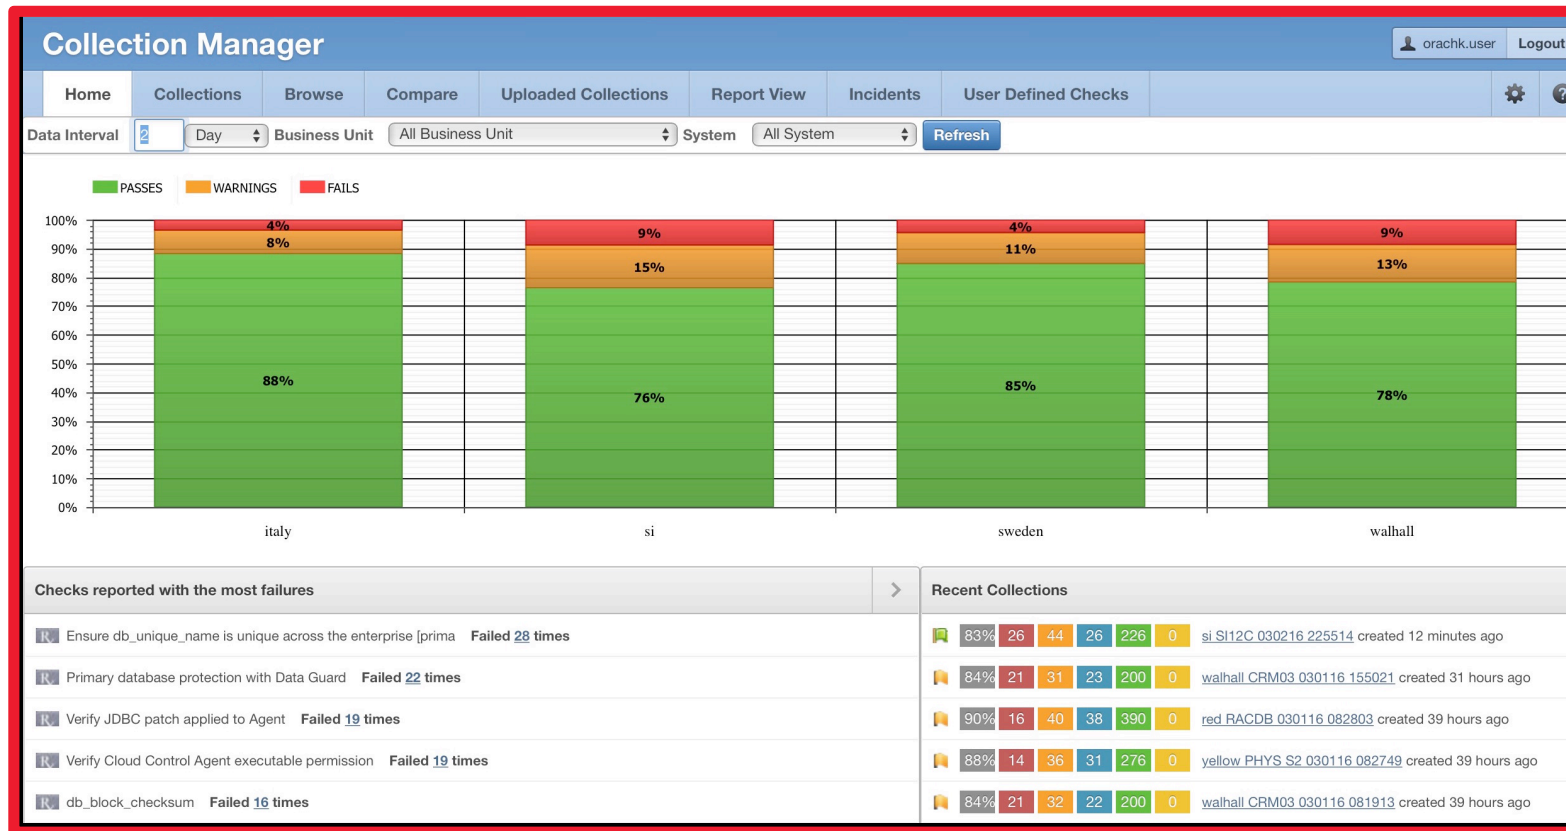 Collection Manager
orachk.user Logout
Home Collections Browse Compare Uploaded Collections Report View Incidents User Defined Checks
Data Interval 2 Day Business Unit All Business Unit System All System Refresh
PASSES WARNINGS FAILS
100%
90%
80%
70%
60%
50%
40%
30%
20%
10%
0%
4% 9% 4% 9%
8% 15% 11% 13%
88% 76% 85% 78%
italy si sweden walhall
Checks reported with the most failures
Ensure db_unique_name is unique across the enterprise [prima Failed 28 times
Primary database protection with Data Guard Failed 22 times
Verify JDBC patch applied to Agent Failed 19 times
Verify Cloud Control Agent executable permission Failed 19 times
db_block_checksum Failed 16 times
Recent Collections
83% 26 44 26 226 0 si SI12C 030216 225514 created 12 minutes ago
84% 21 31 23 200 0 walhall CRM03 030116 155021 created 31 hours ago
90% 16 40 38 390 0 red RACDB 030116 082803 created 39 hours ago
88% 14 36 31 276 0 yellow PHYS S2 030116 082749 created 39 hours ago
84% 21 32 22 200 0 walhall CRM03 030116 081913 created 39 hours ago